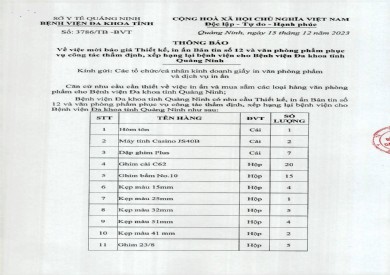 SỞ Y TẾ QUẢNG NINH
BỆNH VIỆN ĐA KHOA TỈNH
Số: 3786/TB -BVT
CỘNG HOÀ XÃ HỘI CHỦ NGHĨA VIỆT NAM
Độc lập - Tự do - Hạnh phúc
Quảng Ninh, ngày 15 tháng 12 năm 2023
THÔNG BÁO
Về việc mời báo giá Thiết kế, in ấn Bản tin số 12 và văn phòng phẩm phục
vụ công tác thẩm định, xếp hạng lại bệnh viện cho Bệnh viện Đa khoa tỉnh
Quảng Ninh
Kính gửi: Các tổ chức/cá nhân kinh doanh giấy in văn phòng phẩm
và dịch vụ in ấn
Căn cứ nhu cầu cần thiết về việc in ấn và mua sắm các loại hàng văn phòng
phẩm cho Bệnh viện Đa khoa tỉnh Quảng Ninh;
Bệnh viện Đa khoa tỉnh Quảng Ninh có nhu cầu Thiết kế, in ấn Bản tin số
12 và văn phòng phẩm phục vụ công tác thẩm định, xếp hạng lại bệnh viện cho
Bệnh viện Đa khoa tỉnh Quảng Ninh như sau:
STT TÊN HÀNG ĐVT SỐ LƯỢNG
1 Hòm tôn Cái 1
2 Máy tính Casino JS40B Cái 2
3 Dập ghim Plus Cái 7
4 Ghim cài C62 Hộp 20
5 Ghim bấm No.10 Hộp 15
6 Kẹp màu 15mm Hộp 4
7 Kẹp màu 25mm Hộp 1
8 Kẹp màu 32mm Hộp 5
9 Kẹp màu 51mm Hộp 3
10 Kẹp màu 41 mm Hộp 2
11 Ghim 23/8 Hộp 5